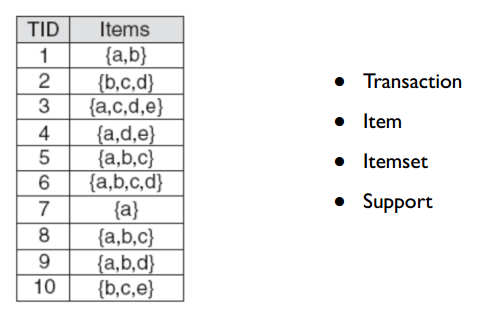 TID Items
1 {a,b}
2 {b,c,d}
3 {a,c,d,e}
4 {a,d,e}
5 {a,b,c}
6 {a,b,c,d}
7 {a}
8 {a,b,c}
9 {a,b,d}
10 {b,c,e}
• Transaction
• Item
• Itemset
• Support